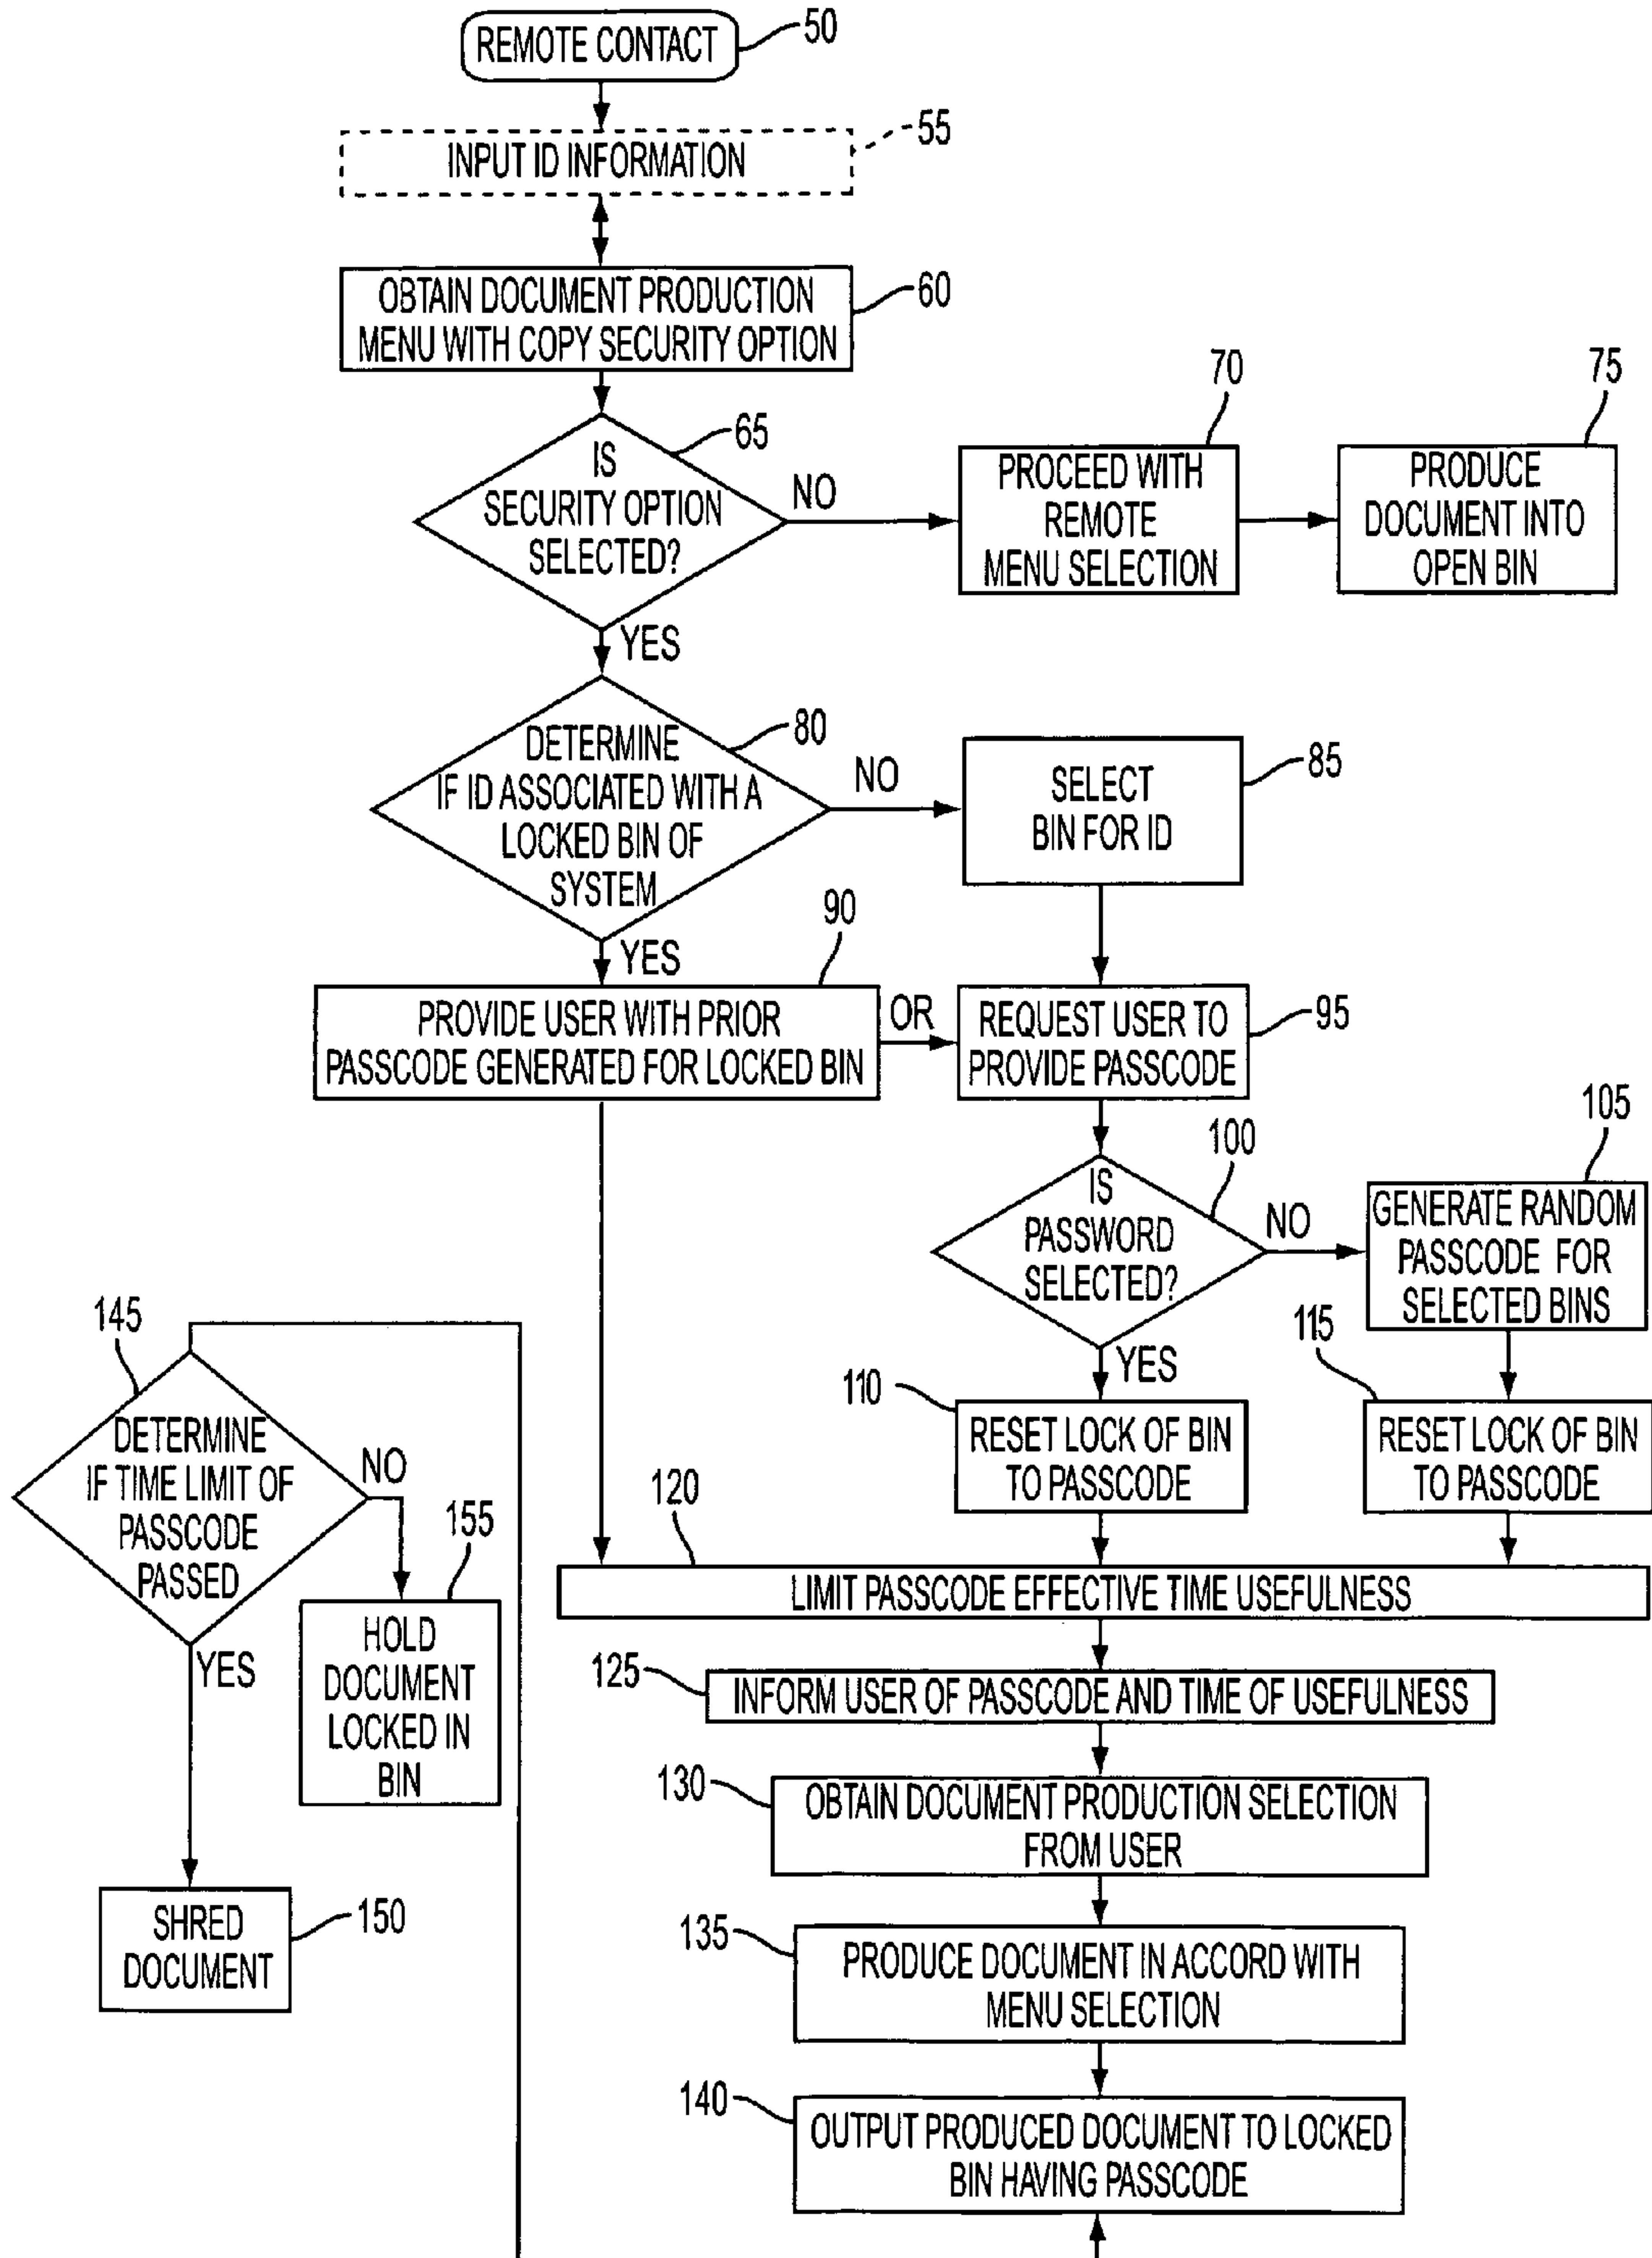 REMOTE CONTACT
50
INPUT ID INFORMATION
55
OBTAIN DOCUMENT PRODUCTION
MENU WITH COPY SECURITY OPTION
60
IS
SECURITY OPTION
SELECTED?
65
NO
PROCEED WITH
REMOTE
MENU SELECTION
70
PRODUCE
DOCUMENT INTO
OPEN BIN
75
YES
DETERMINE
IF ID ASSOCIATED WITH A
LOCKED BIN OF
SYSTEM
80
NO
SELECT
BIN FOR ID
85
YES
90
PROVIDE USER WITH PRIOR
PASSCODE GENERATED FOR LOCKED BIN
OR
REQUEST USER TO
PROVIDE PASSCODE
95
IS
PASSWORD
SELECTED?
100
NO
105
GENERATE RANDOM
PASSCODE FOR
SELECTED BINS
YES
110
RESET LOCK OF BIN
TO PASSCODE
115
RESET LOCK OF BIN
TO PASSCODE
120
LIMIT PASSCODE EFFECTIVE TIME USEFULNESS
125
INFORM USER OF PASSCODE AND TIME OF USEFULNESS
130
OBTAIN DOCUMENT PRODUCTION SELECTION
FROM USER
135
PRODUCE DOCUMENT IN ACCORD WITH
MENU SELECTION
140
OUTPUT PRODUCED DOCUMENT TO LOCKED
BIN HAVING PASSCODE
145
DETERMINE
IF TIME LIMIT OF
PASSCODE
PASSED
NO
155
HOLD
DOCUMENT
LOCKED IN
BIN
YES
SHRED
DOCUMENT
150